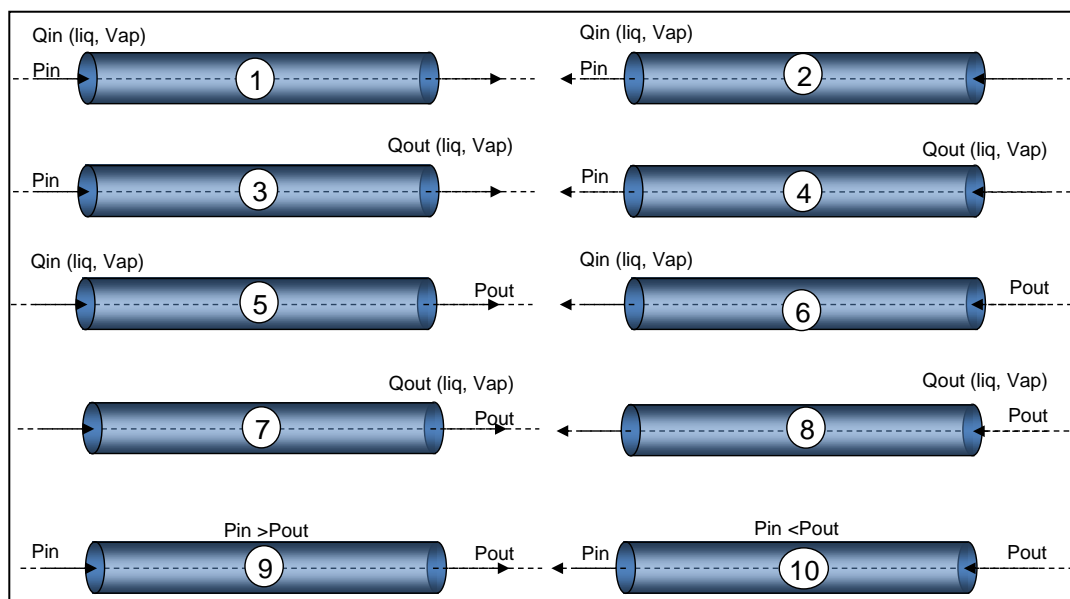 Qin (liq, Vap)
Pin
1
Qin (liq, Vap)
Pin
2
Qout (liq, Vap)
Pin
3
Qout (liq, Vap)
Pin
4
Qin (liq, Vap)
5
Pout
Qin (liq, Vap)
6
Pout
Qout (liq, Vap)
7
Pout
Qout (liq, Vap)
8
Pout
Pin >Pout
Pin
9
Pout
Pin <Pout
Pin
10
Pout